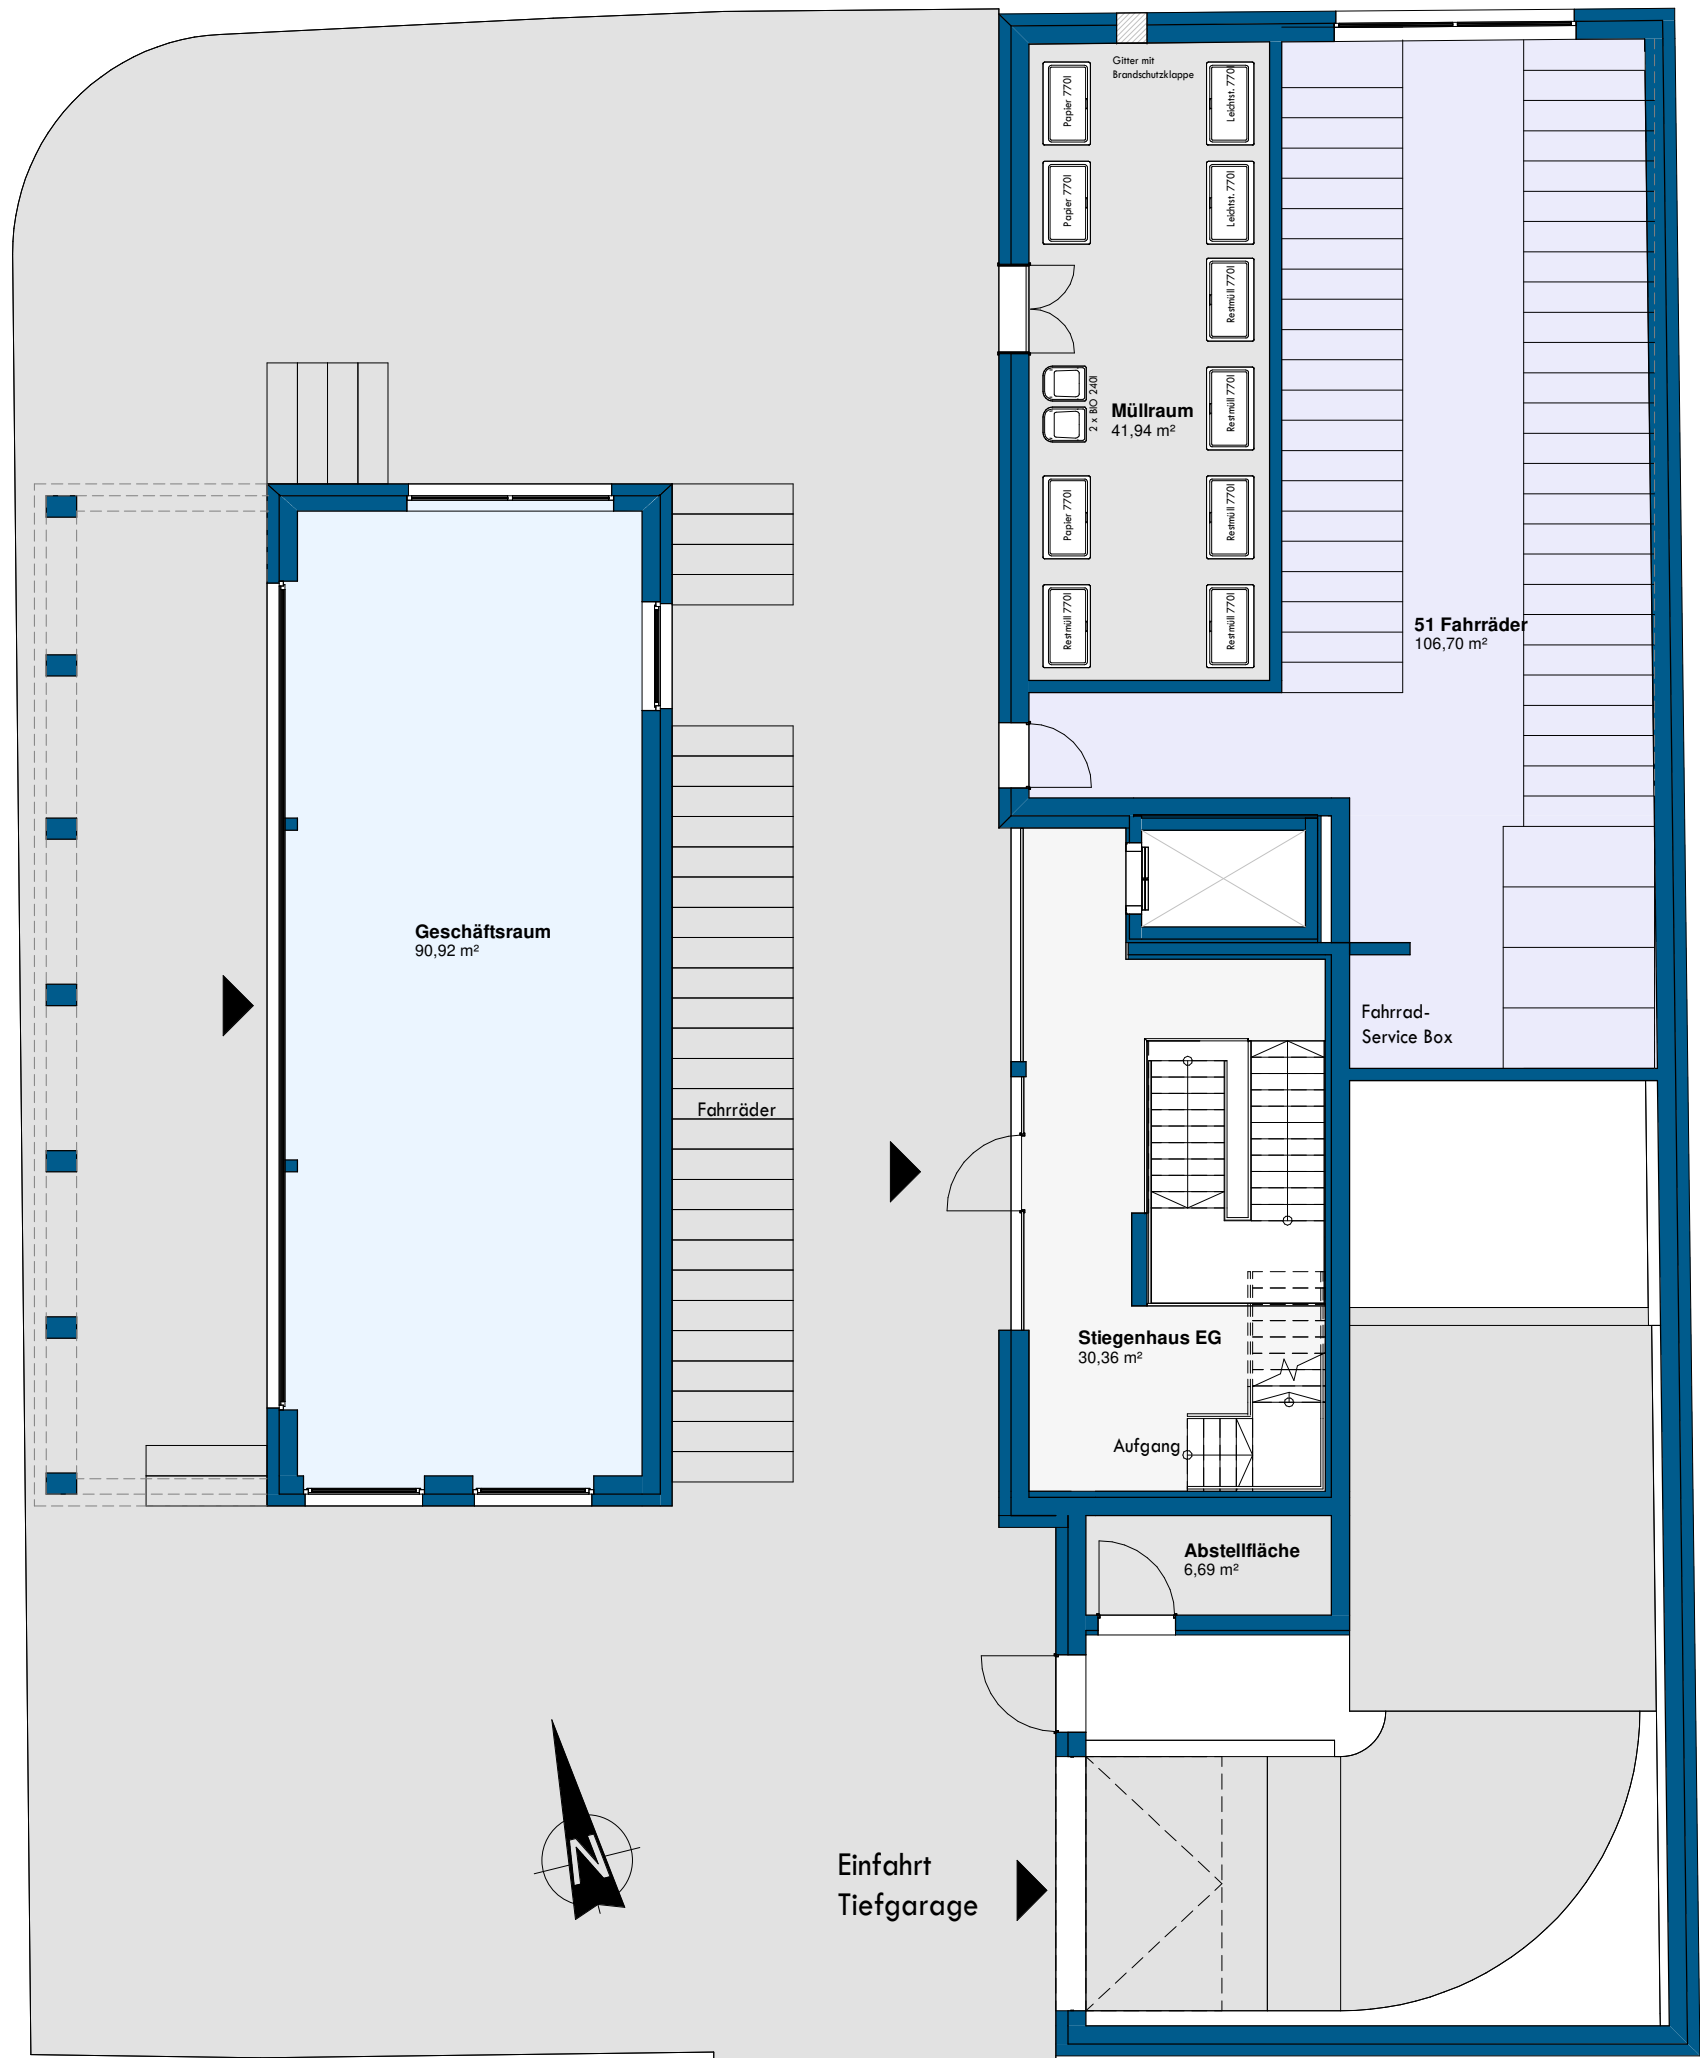 Gitter mit
Brandschutzklappe
Papier 770l
Leichtst. 770l
Papier 770l
Leichtst. 770l
Restmüll 770l
2 x BIO 240l
Restmüll 770l
Müllraum
41,94 m²
Papier 770l
Restmüll 770l
Restmüll 770l
Restmüll 770l
51 Fahrräder
106,70 m²
Geschäftsraum
90,92 m²
Fahrrad-
Service Box
Fahrräder
Stiegenhaus EG
30,36 m²
Aufgang
Abstellfläche
6,69 m²
N
Einfahrt
Tiefgarage